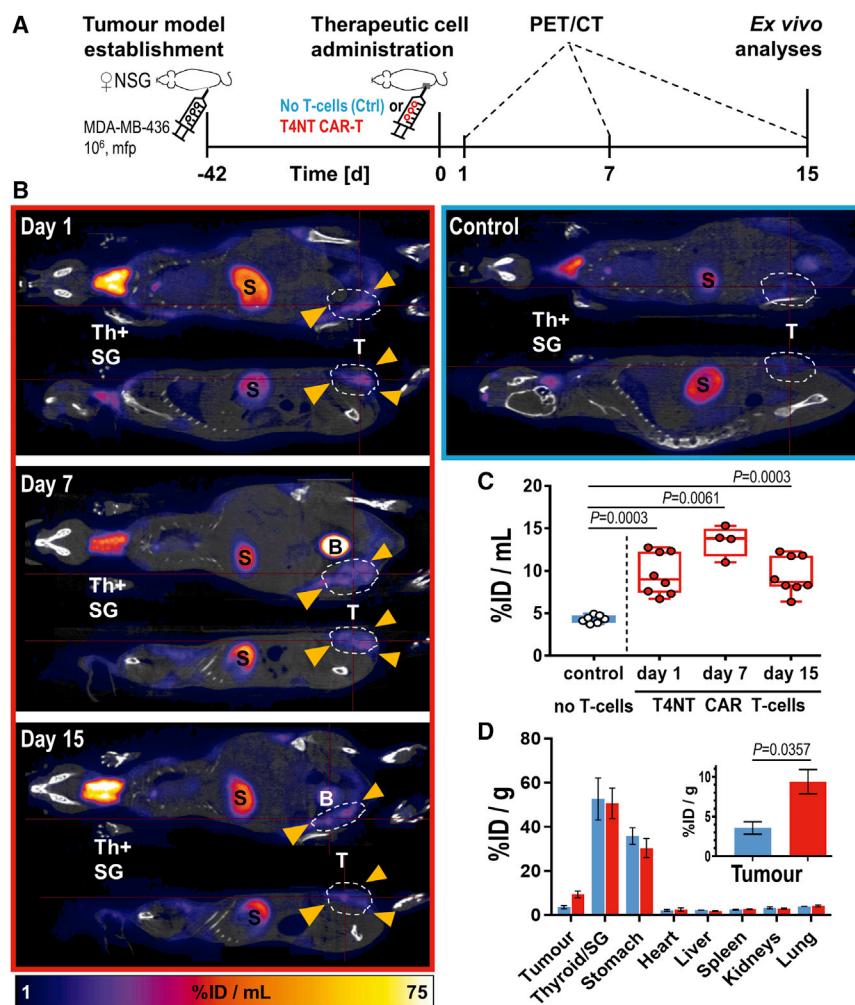 A
Tumour model
establishment
Therapeutic cell
administration
PET/CT
Ex vivo
analyses
♀NSG
No T-cells (Ctrl) or
T4NT CAR-T
MDA-MB-436
10⁶, mfp
-42
Time [d]
0
1
7
15
B
Day 1
S
Th+
SG
T
S
Control
S
Th+
SG
T
S
Day 7
B
S
Th+
SG
T
S
Day 15
S
B
Th+
SG
T
S
1
%ID / mL
75
C
P=0.0003
P=0.0061
P=0.0003
%ID / mL
20
15
10
5
0
control
day 1
day 7
day 15
no T-cells
T4NT CAR T-cells
D
%ID / g
80
60
40
20
0
P=0.0357
%ID / g
10
5
0
Tumour
Tumour
Thyroid/SG
Stomach
Heart
Liver
Spleen
Kidneys
Lung